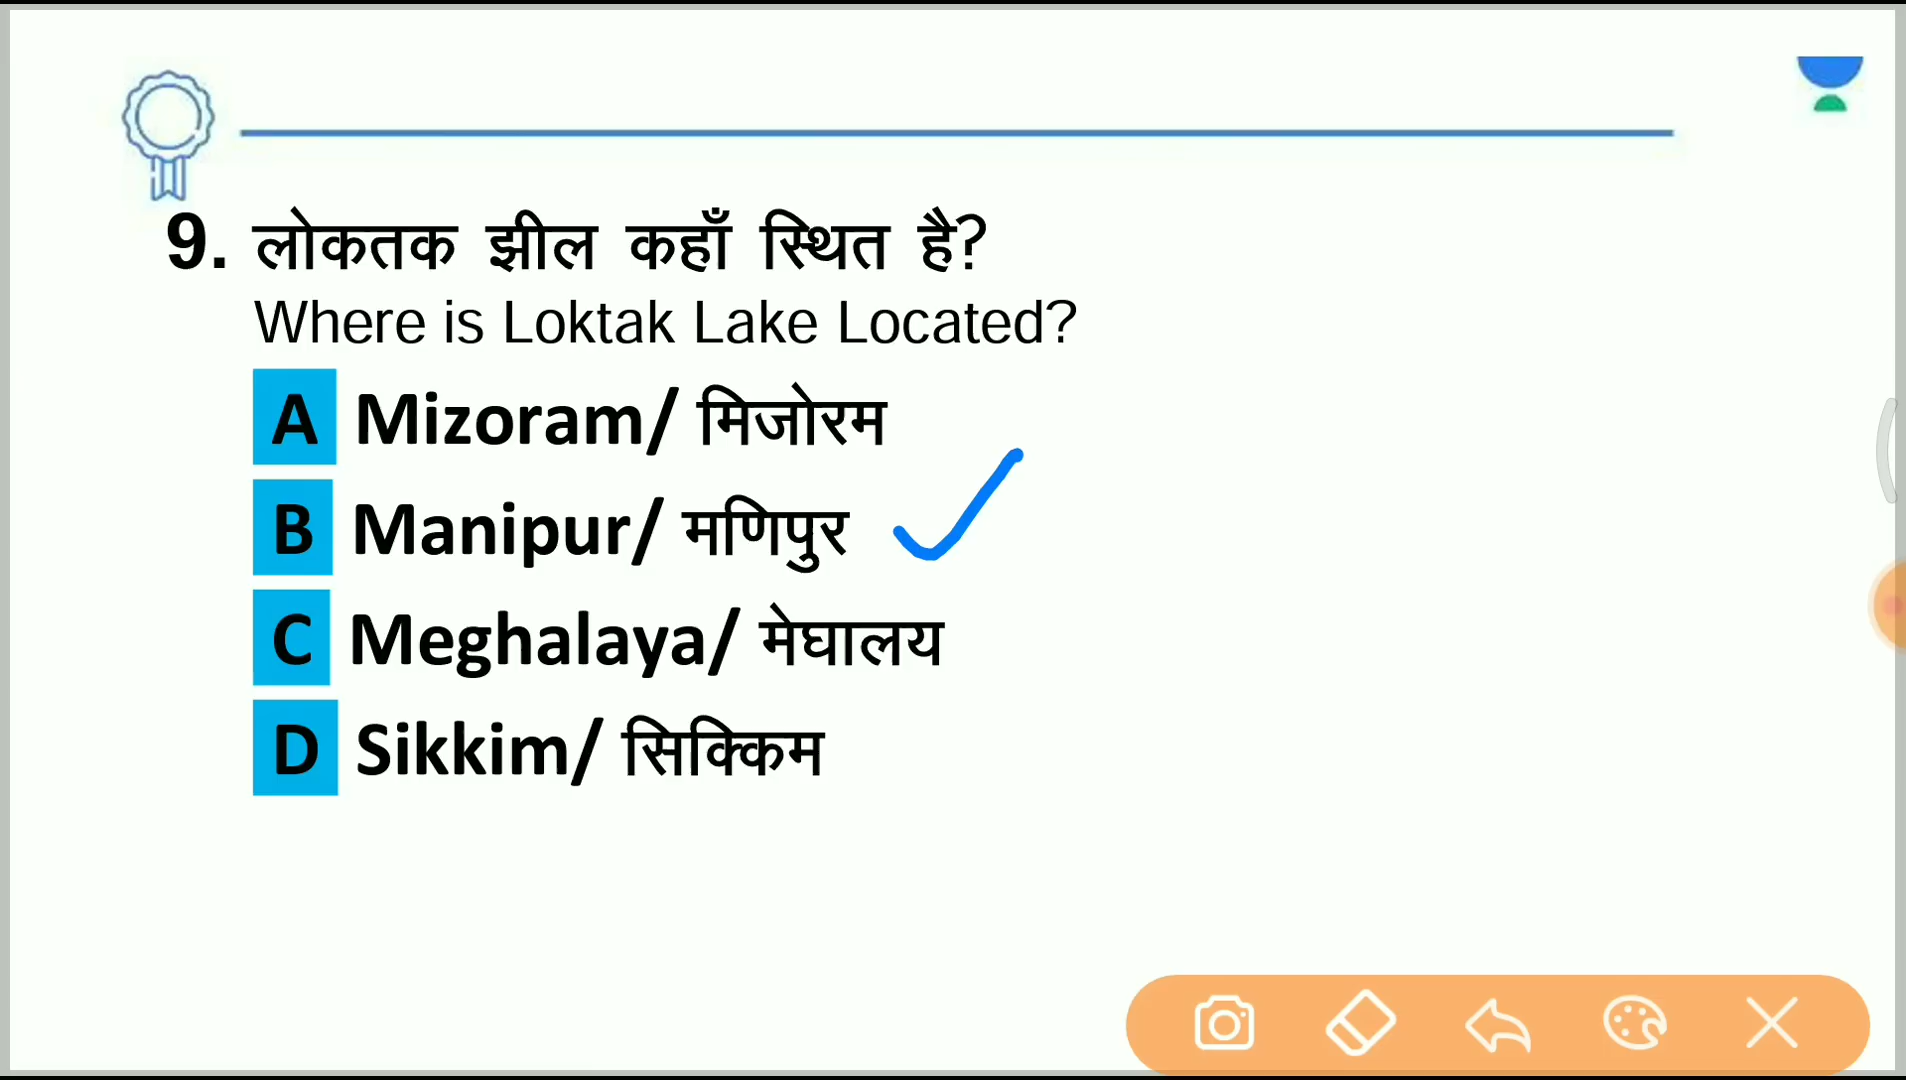 9. लोकतक झील कहाँ स्थित है?
Where is Loktak Lake Located?
A Mizoram/ मिजोरम
B Manipur/ मणिपुर
C Meghalaya/ मेघालय
D Sikkim/ सिक्किम